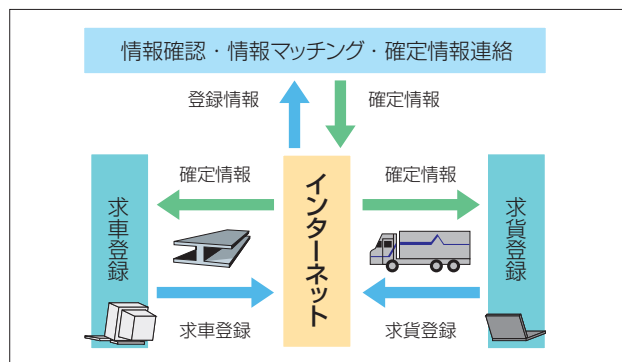 情報確認・情報マッチング・確定情報連絡
登録情報
確定情報
確定情報
確定情報
求車登録
インターネット
求貨登録
求車登録
求貨登録